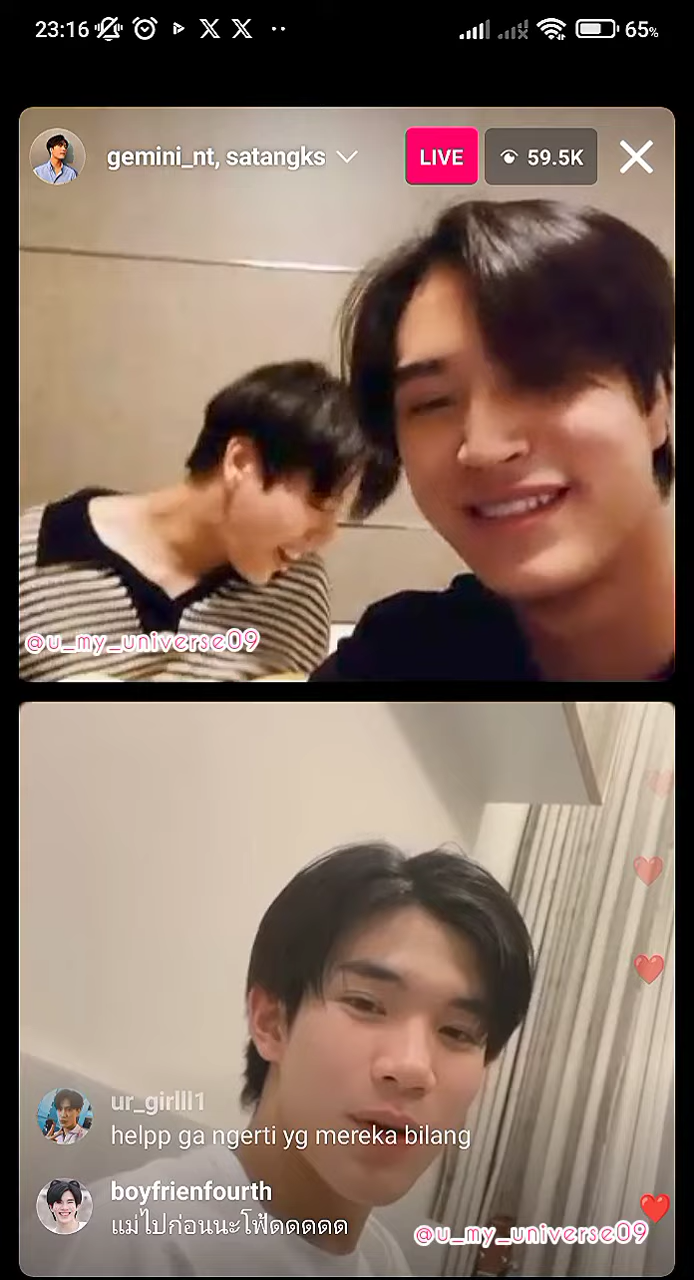 23:16
65%
gemini_nt, satangks
LIVE
59.5K
@u_my_universe09
ur_girlll1
helpp ga ngerti yg mereka bilang
boyfrienfourth
แม่ไปก่อนนะโฟ้ดดดดด
@u_my_universe09